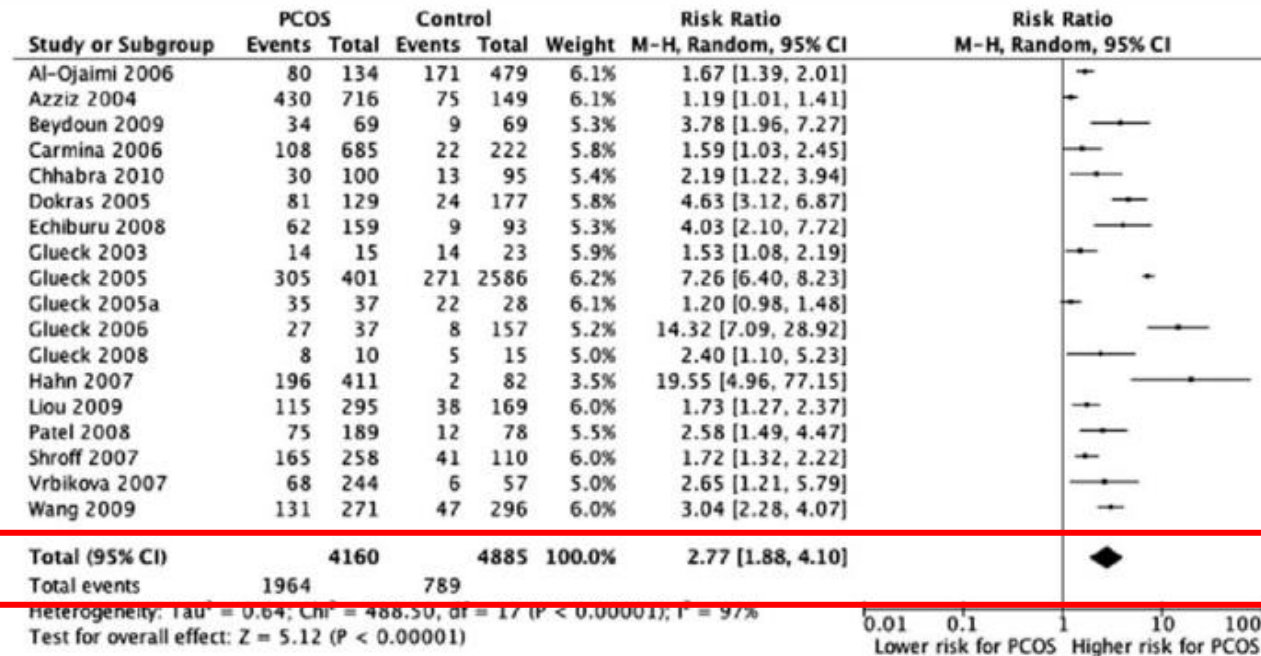 PCOS Control Risk Ratio Risk Ratio
Study or Subgroup Events Total Events Total Weight M-H, Random, 95% CI M-H, Random, 95% CI
Al-Ojaimi 2006 80 134 171 479 6.1% 1.67 [1.39, 2.01]
Azziz 2004 430 716 75 149 6.1% 1.19 [1.01, 1.41]
Beydoun 2009 34 69 9 69 5.3% 3.78 [1.96, 7.27]
Carmina 2006 108 685 22 222 5.8% 1.59 [1.03, 2.45]
Chhabra 2010 30 100 13 95 5.4% 2.19 [1.22, 3.94]
Dokras 2005 81 129 24 177 5.8% 4.63 [3.12, 6.87]
Echiburu 2008 62 159 9 93 5.3% 4.03 [2.10, 7.72]
Glueck 2003 14 15 14 23 5.9% 1.53 [1.08, 2.19]
Glueck 2005 305 401 271 2586 6.2% 7.26 [6.40, 8.23]
Glueck 2005a 35 37 22 28 6.1% 1.20 [0.98, 1.48]
Glueck 2006 27 37 8 157 5.2% 14.32 [7.09, 28.92]
Glueck 2008 8 10 5 15 5.0% 2.40 [1.10, 5.23]
Hahn 2007 196 411 2 82 3.5% 19.55 [4.96, 77.15]
Liou 2009 115 295 38 169 6.0% 1.73 [1.27, 2.37]
Patel 2008 75 189 12 78 5.5% 2.58 [1.49, 4.47]
Shroff 2007 165 258 41 110 6.0% 1.72 [1.32, 2.22]
Vrbikova 2007 68 244 6 57 5.0% 2.65 [1.21, 5.79]
Wang 2009 131 271 47 296 6.0% 3.04 [2.28, 4.07]
Total (95% CI) 4160 4885 100.0% 2.77 [1.88, 4.10]
Total events 1964 789
Heterogeneity: Tau² = 0.64; Chi² = 488.50, df = 17 (P < 0.00001); I² = 97%
Test for overall effect: Z = 5.12 (P < 0.00001)
0.01 0.1 1 10 100
Lower risk for PCOS Higher risk for PCOS